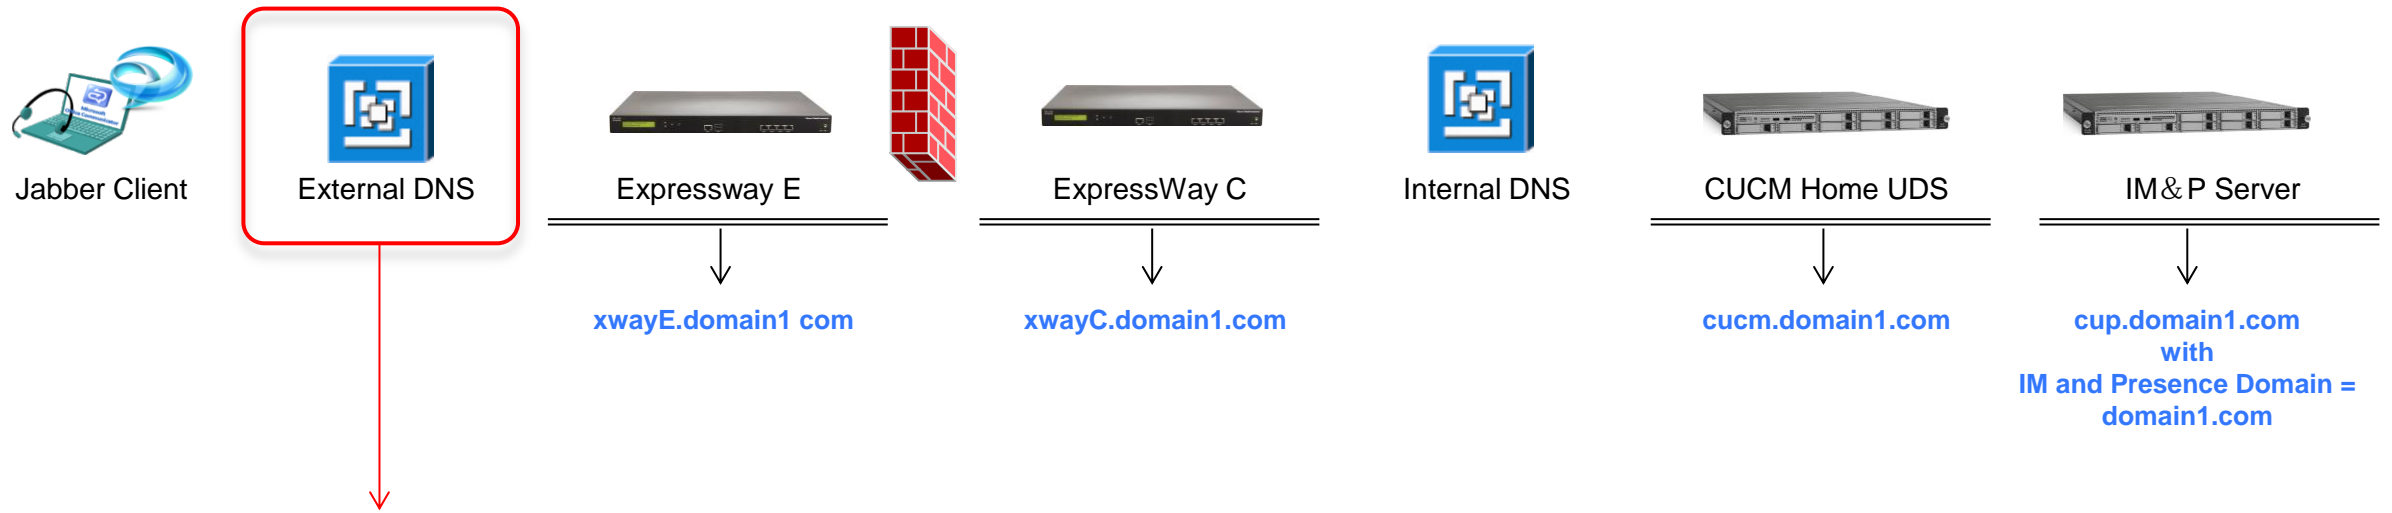 Jabber Client
External DNS
Expressway E
ExpressWay C
Internal DNS
CUCM Home UDS
IM&P Server
xwayE.domain1 com
xwayC.domain1.com
cucm.domain1.com
cup.domain1.com
with
IM and Presence Domain =
domain1.com